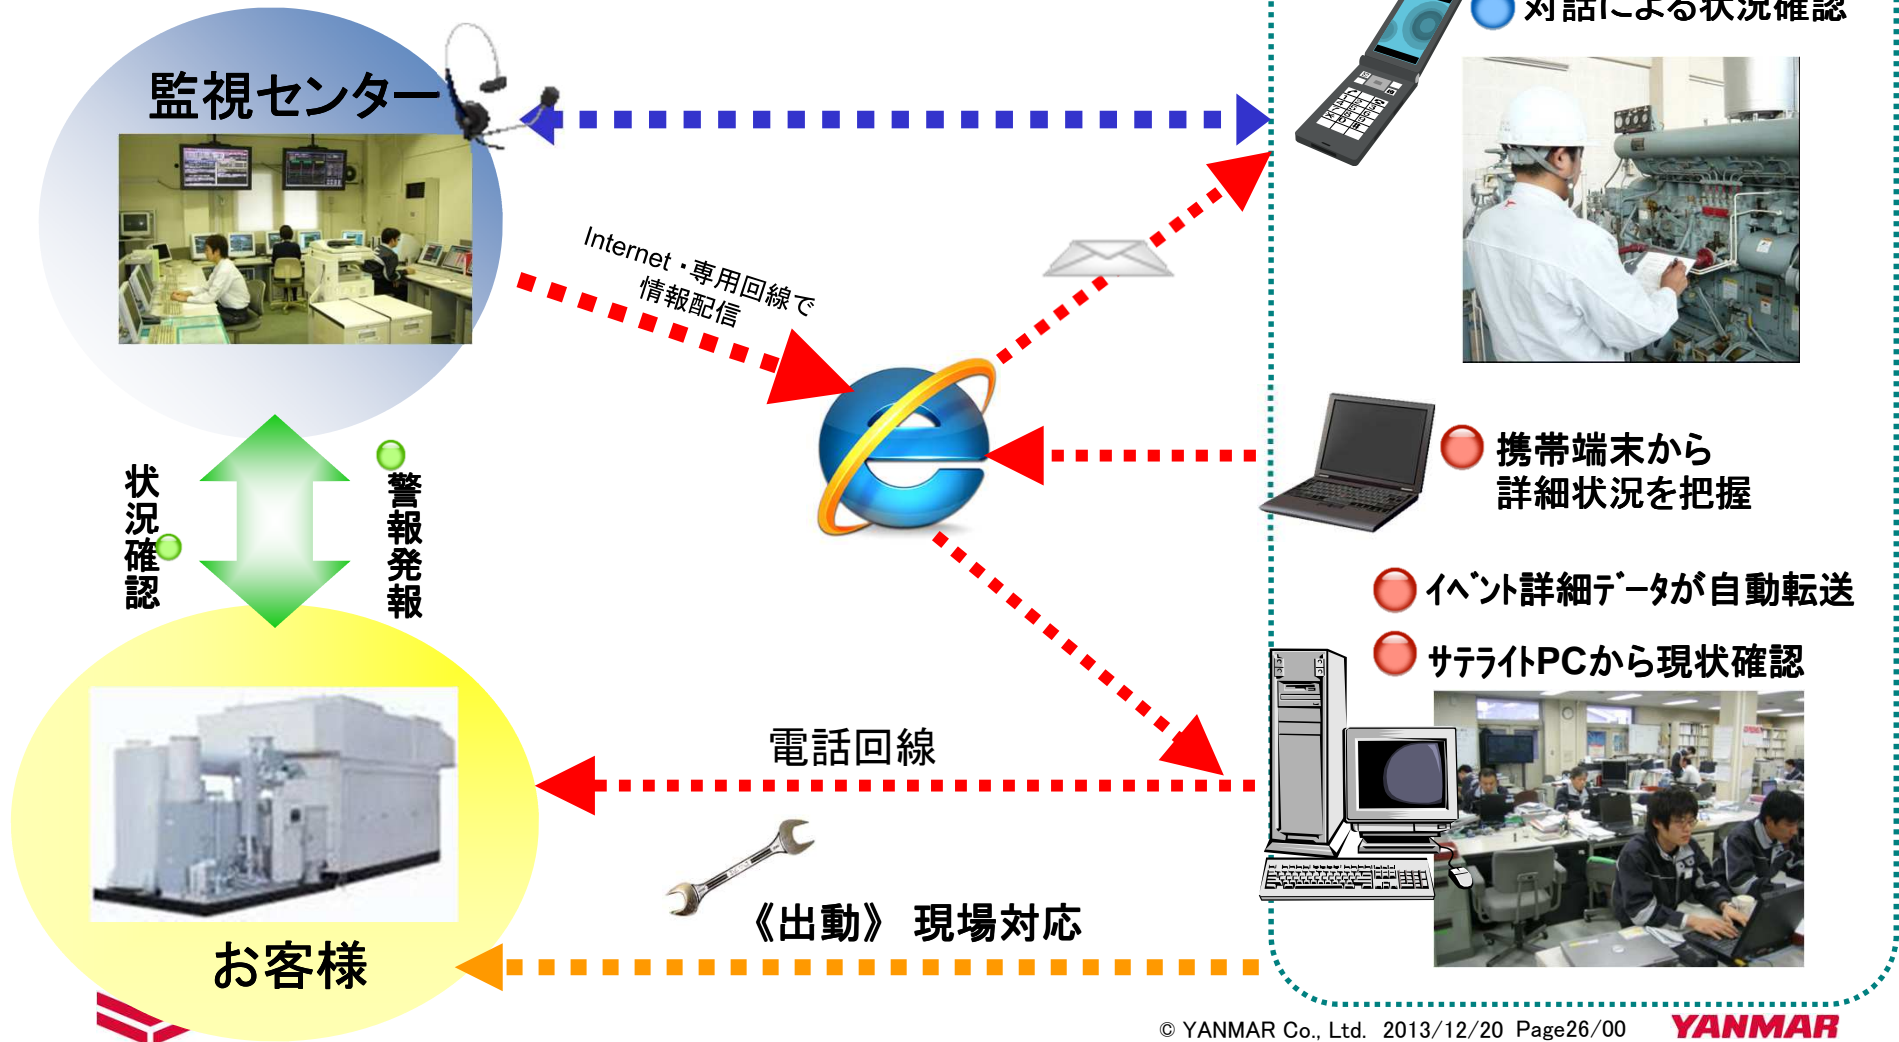 対話による状況確認
監視センター
Internet・専用回線で
情報配信
携帯端末から
詳細状況を把握
状況確認
警報発報
ｲﾍﾞﾝﾄ詳細ﾃﾞｰﾀが自動転送
ｻﾃﾗｲﾄPCから現状確認
電話回線
《出動》 現場対応
お客様
© YANMAR Co., Ltd. 2013/12/20 Page26/00
YANMAR